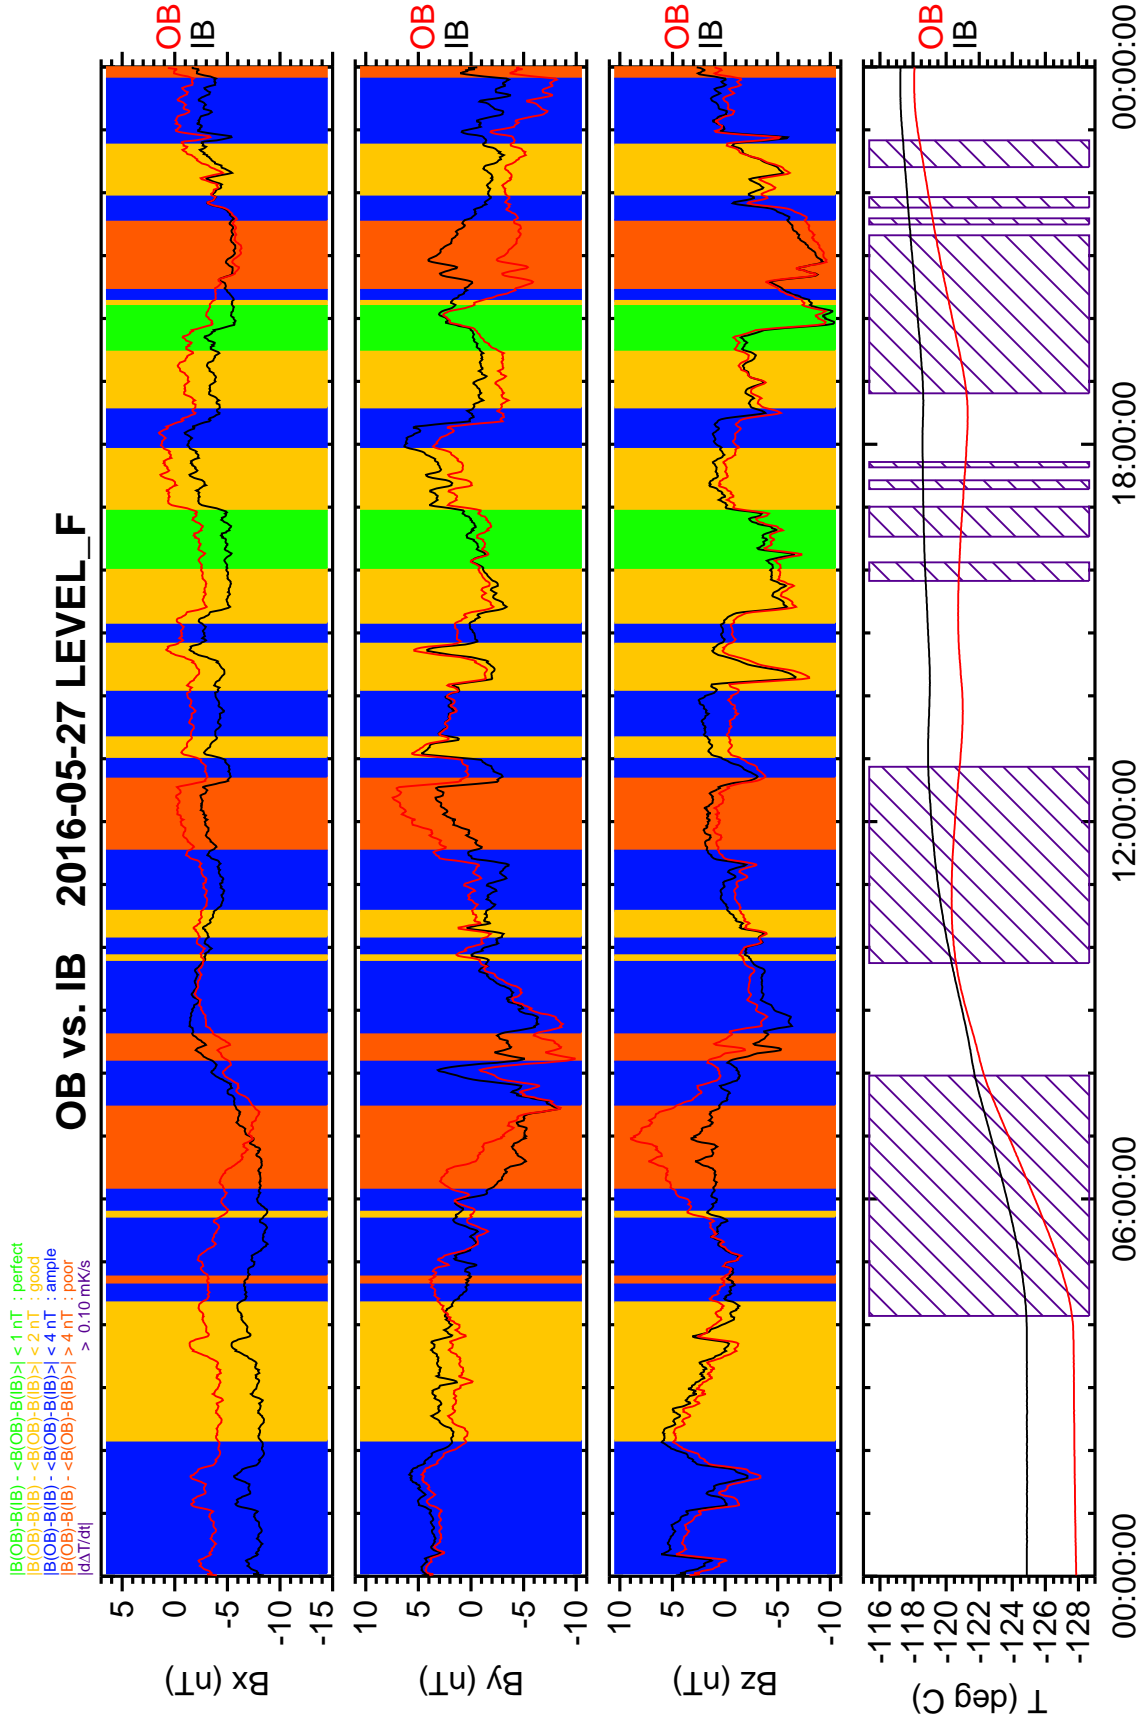 OB vs. IB 2016-05-27 LEVEL_F
|B(OB)-B(IB) - <B(OB)-B(IB)>| < 1 nT : perfect
|B(OB)-B(IB) - <B(OB)-B(IB)>| < 2 nT : good
|B(OB)-B(IB) - <B(OB)-B(IB)>| < 4 nT : ample
|B(OB)-B(IB) - <B(OB)-B(IB)>| > 4 nT : poor
|dΔT/dt| > 0.10 mK/s
Bx (nT)
5
0
-5
-10
-15
OB
IB
By (nT)
10
5
0
-5
-10
OB
IB
Bz (nT)
10
5
0
-5
-10
OB
IB
T (deg C)
-116
-118
-120
-122
-124
-126
-128
OB
IB
00:00:00
06:00:00
12:00:00
18:00:00
00:00:00